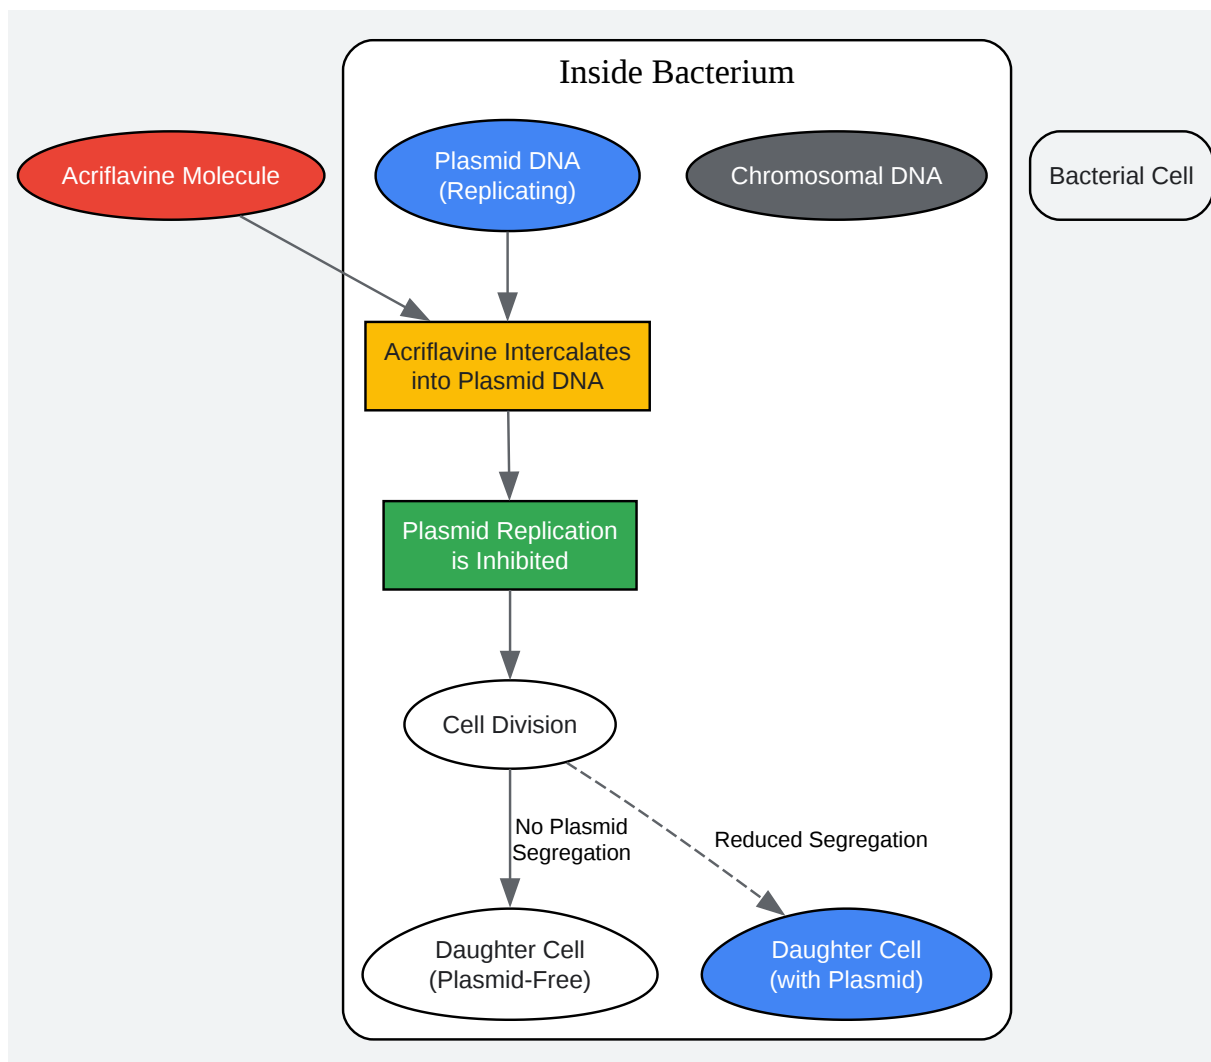 Inside Bacterium
Acriflavine Molecule
Plasmid DNA
(Replicating)
Chromosomal DNA
Bacterial Cell
Acriflavine Intercalates
into Plasmid DNA
Plasmid Replication
is Inhibited
Cell Division
No Plasmid
Segregation
Reduced Segregation
Daughter Cell
(Plasmid-Free)
Daughter Cell
(with Plasmid)